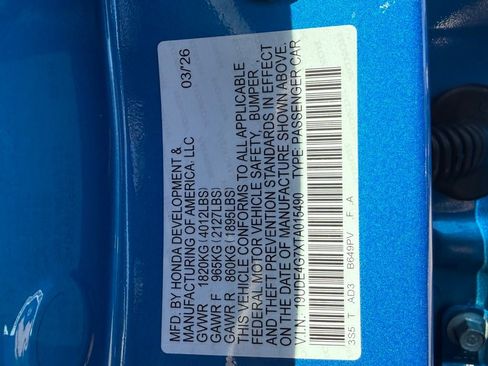 MFD. BY HONDA DEVELOPMENT & 03/26
MANUFACTURING OF AMERICA, LLC
GVWR 1820KG(4012LBS)
GAWR F 965KG(2127LBS)
GAWR R 860KG(1895LBS)
THIS VEHICLE CONFORMS TO ALL APPLICABLE
FEDERAL MOTOR VEHICLE SAFETY, BUMPER
AND THEFT PREVENTION STANDARDS IN EFFECT
ON THE DATE OF MANUFACTURE SHOWN ABOVE.
V.I.N.: 19UDE4G7XTA015490 TYPE:PASSENGER CAR
3S5 T AD3 B649PV .F .A